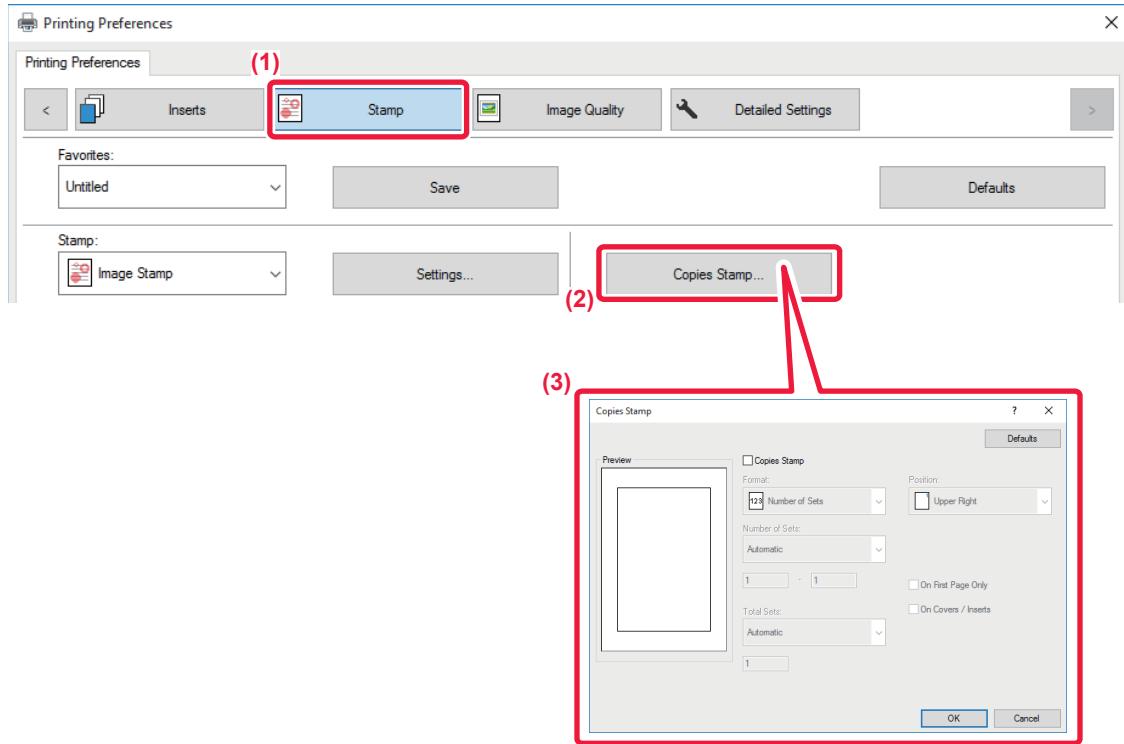 Printing Preferences
Printing Preferences
(1)
< Inserts Stamp Image Quality Detailed Settings >
Favorites:
Untitled Save Defaults
Stamp:
Image Stamp Settings... Copies Stamp...
(2)
(3)
Copies Stamp ?
Defaults
Preview Copies Stamp
Format: Position:
123 Number of Sets 1 Upper Right
Number of Sets:
Automatic
1 - 1 On First Page Only
On Covers / Inserts
Total Sets:
Automatic
1
OK Cancel